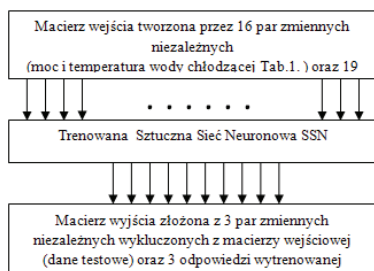 Macierz wejścia tworzona przez 16 par zmiennych
niezależnych
(moc i temperatura wody chłodzącej Tab.1. ) oraz 19
Trenowana Sztuczna Sieć Neuronowa SSN
Macierz wyjścia złożona z 3 par zmiennych
niezależnych wykluczonych z macierzy wejściowej
(dane testowe) oraz 3 odpowiedzi wytrenowanej